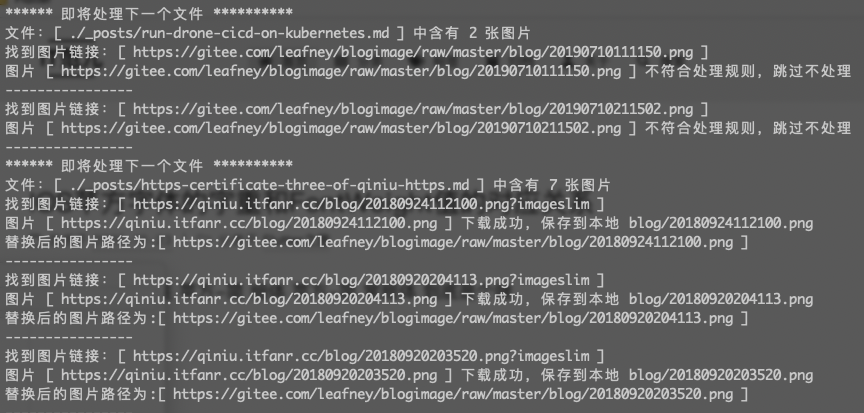 ****** 即将处理下一个文件 **********
文件: [ ./_posts/run-drone-cicd-on-kubernetes.md ] 中含有 2 张图片
找到图片链接: [ https://gitee.com/leafney/blogimage/raw/master/blog/20190710111150.png ]
图片 [ https://gitee.com/leafney/blogimage/raw/master/blog/20190710111150.png ] 不符合处理规则, 跳过不处理
----------------
找到图片链接: [ https://gitee.com/leafney/blogimage/raw/master/blog/20190710211502.png ]
图片 [ https://gitee.com/leafney/blogimage/raw/master/blog/20190710211502.png ] 不符合处理规则, 跳过不处理
----------------
****** 即将处理下一个文件 **********
文件: [ ./_posts/https-certificate-three-of-qiniu-https.md ] 中含有 7 张图片
找到图片链接: [ https://qiniu.itfanr.cc/blog/20180924112100.png?imageslim ]
图片 [ https://qiniu.itfanr.cc/blog/20180924112100.png ] 下载成功, 保存到本地 blog/20180924112100.png
替换后的图片路径为:[ https://gitee.com/leafney/blogimage/raw/master/blog/20180924112100.png ]
----------------
找到图片链接: [ https://qiniu.itfanr.cc/blog/20180920204113.png?imageslim ]
图片 [ https://qiniu.itfanr.cc/blog/20180920204113.png ] 下载成功, 保存到本地 blog/20180920204113.png
替换后的图片路径为:[ https://gitee.com/leafney/blogimage/raw/master/blog/20180920204113.png ]
----------------
找到图片链接: [ https://qiniu.itfanr.cc/blog/20180920203520.png?imageslim ]
图片 [ https://qiniu.itfanr.cc/blog/20180920203520.png ] 下载成功, 保存到本地 blog/20180920203520.png
替换后的图片路径为:[ https://gitee.com/leafney/blogimage/raw/master/blog/20180920203520.png ]